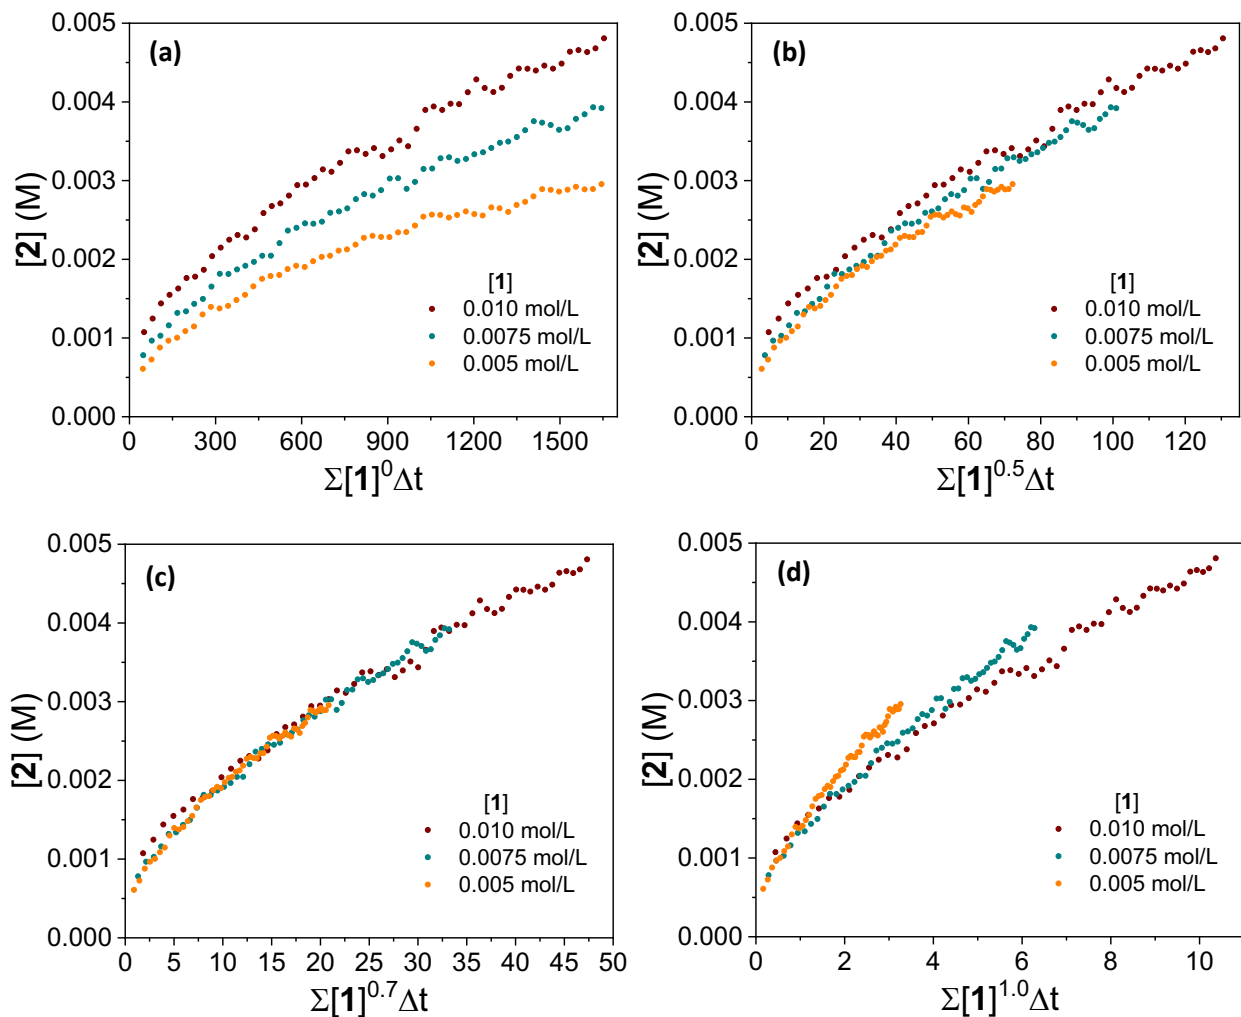 (a)
[2] (M)
0.005
0.004
0.003
0.002
0.001
0.000
0 300 600 900 1200 1500
Σ[1]⁰Δt
[1]
0.010 mol/L
0.0075 mol/L
0.005 mol/L
(b)
[2] (M)
0.005
0.004
0.003
0.002
0.001
0.000
0 20 40 60 80 100 120
Σ[1]⁰·⁵Δt
[1]
0.010 mol/L
0.0075 mol/L
0.005 mol/L
(c)
[2] (M)
0.005
0.004
0.003
0.002
0.001
0.000
0 5 10 15 20 25 30 35 40 45 50
Σ[1]⁰·⁷Δt
(d)
[2] (M)
0.005
0.004
0.003
0.002
0.001
0.000
0 2 4 6 8 10
Σ[1]¹·⁰Δt
[1]
0.010 mol/L
0.0075 mol/L
0.005 mol/L
[1]
0.010 mol/L
0.0075 mol/L
0.005 mol/L